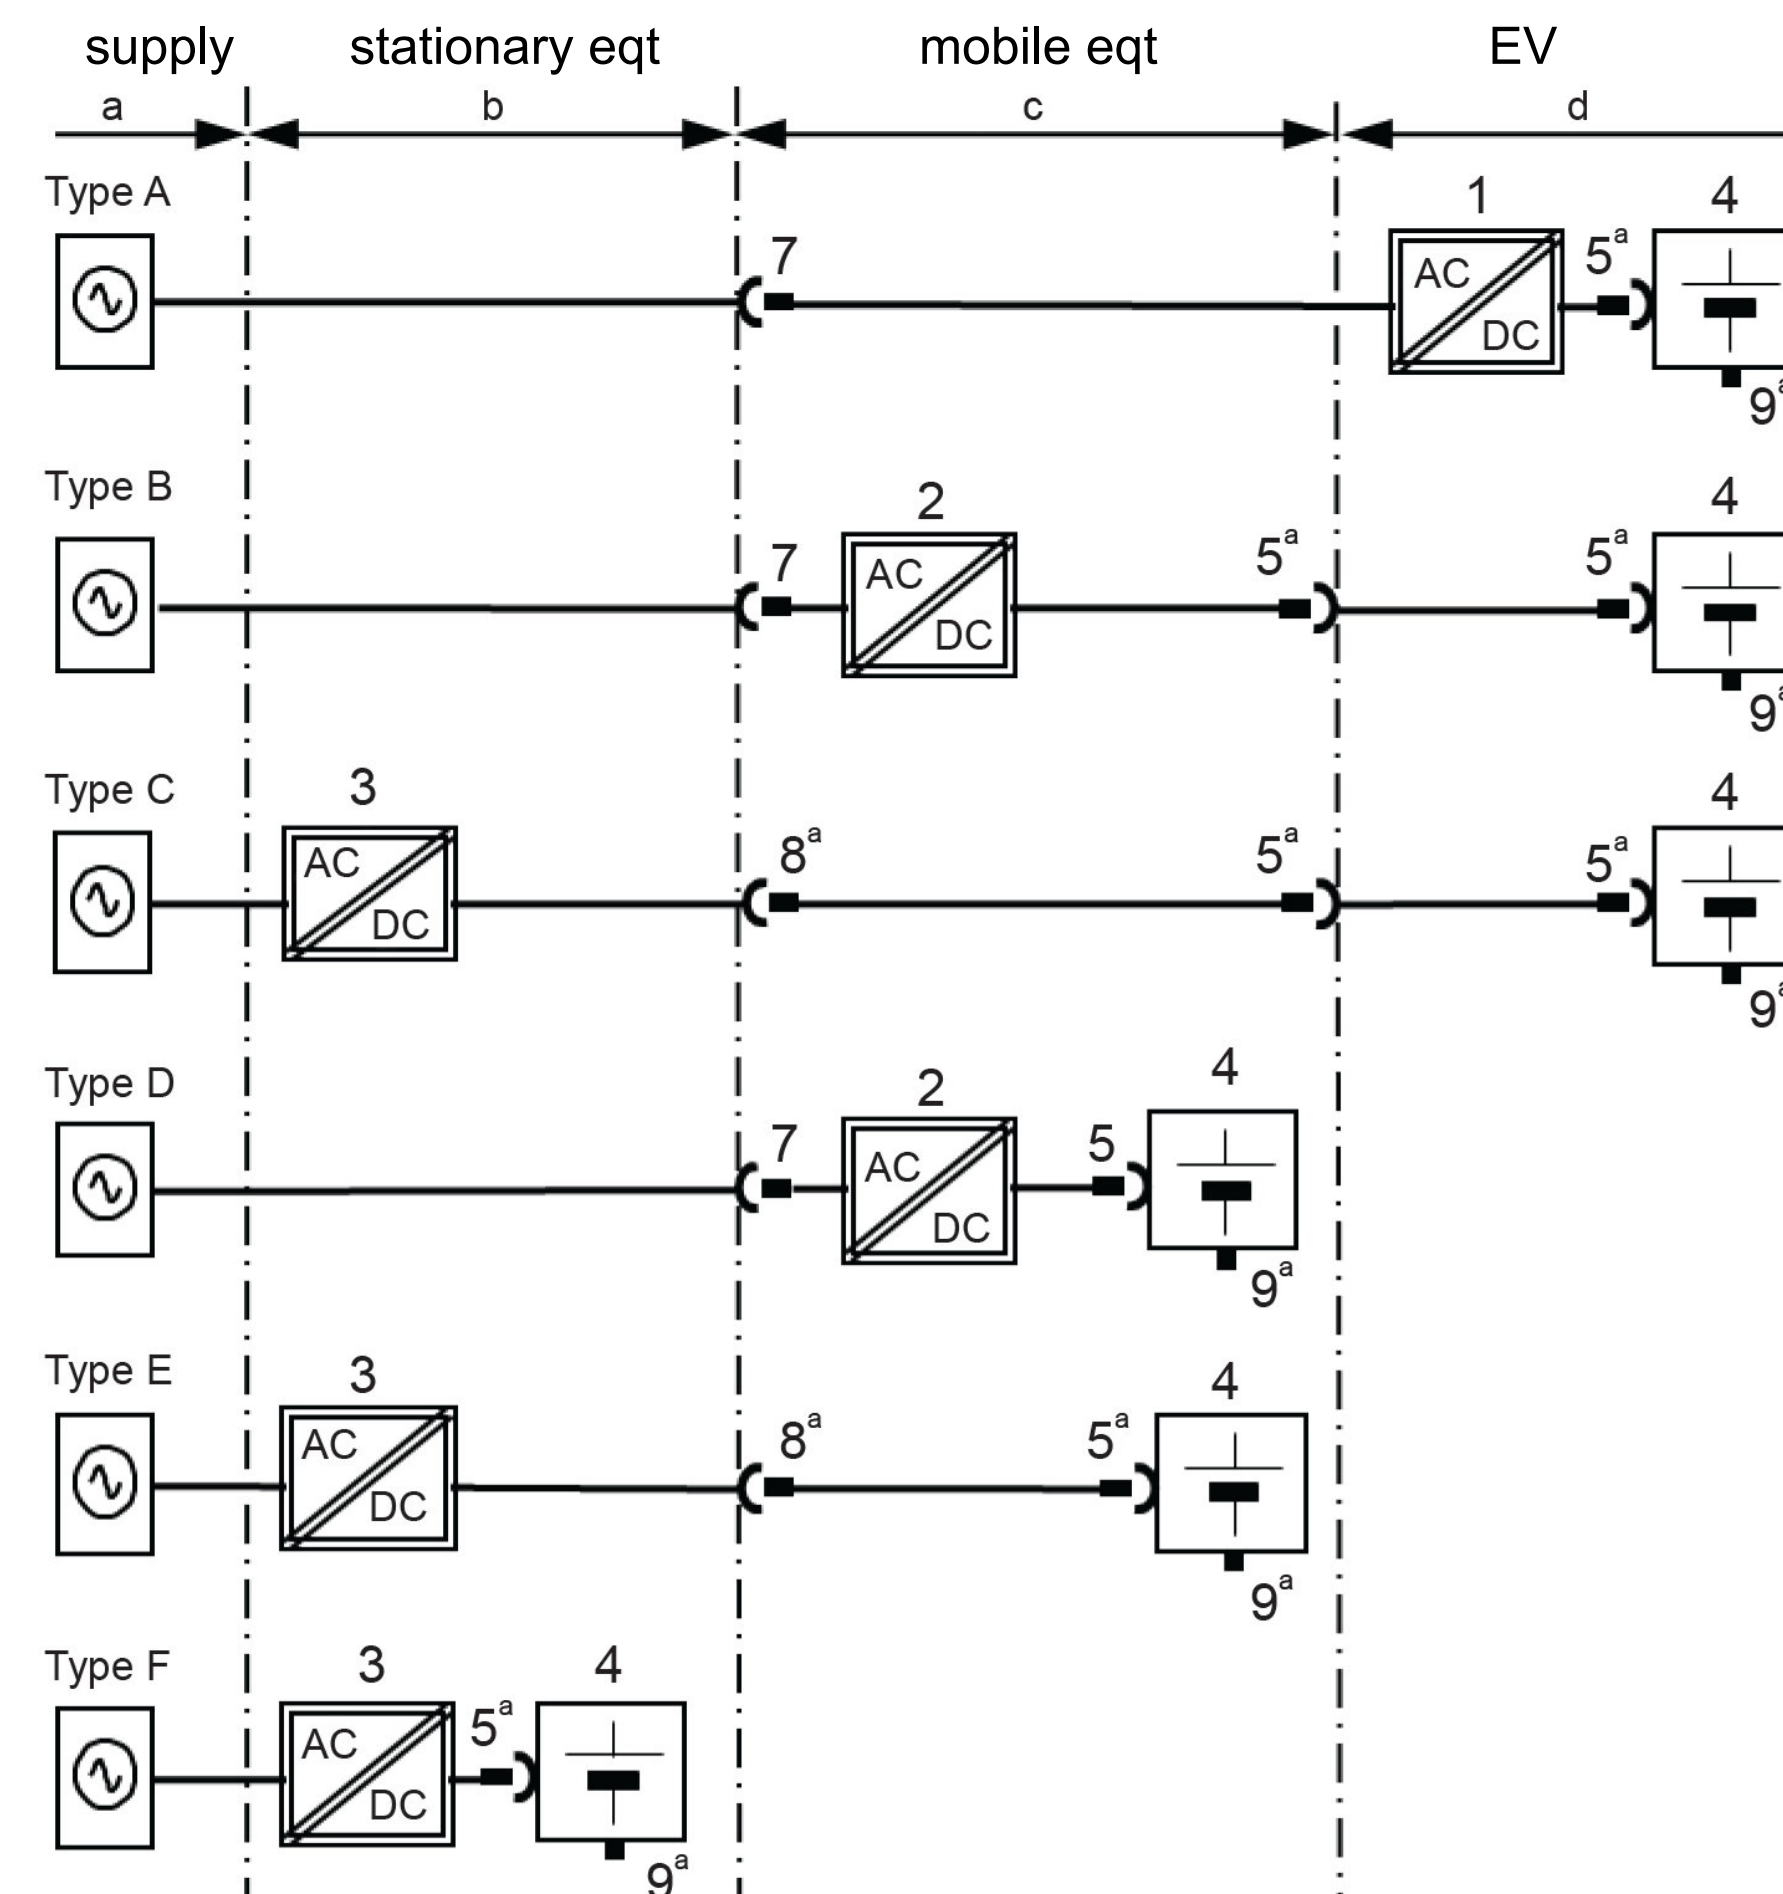 supply stationary eqt mobile eqt EV
a b c d
Type A
1 4
7 5a
AC
DC
9a
Type B
2 4
7 5a 5a
AC
DC
9a
Type C
3 4
8a 5a 5a
AC
DC
9a
Type D
2 4
7 5
AC
DC
9a
Type E
3 4
8a 5a
AC
DC
9a
Type F
3 4
5a
AC
DC
9a